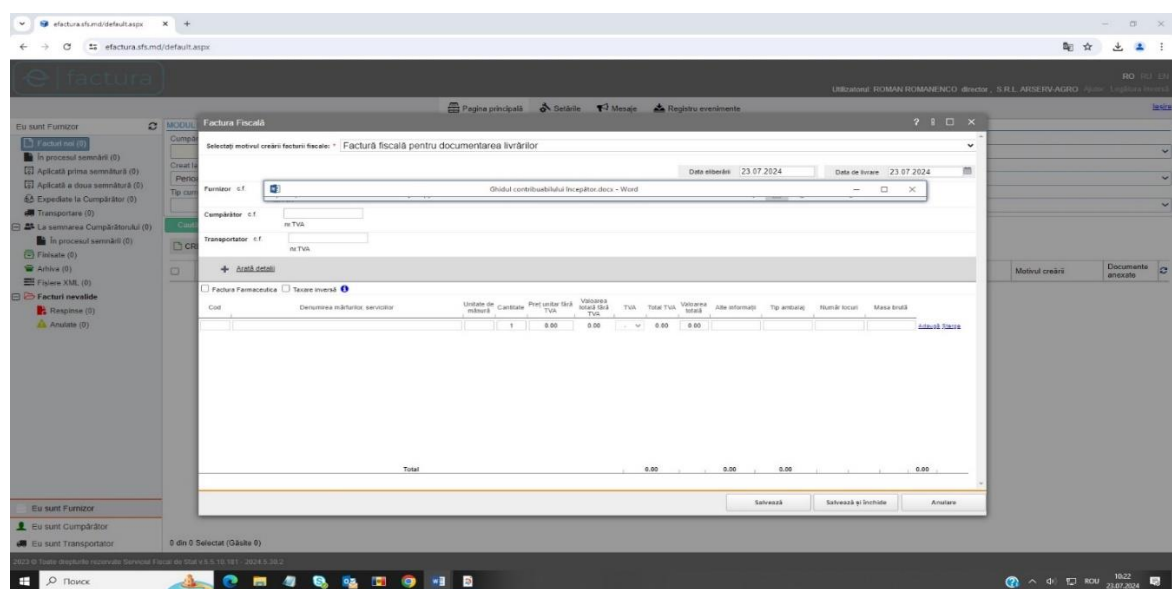 efactura.sfs.md/default.aspx
efactura.sfs.md/default.aspx
e factura
RO RU EN
Utilizatorul: ROMAN ROMANENCO director , S.R.L. ARSERV-AGRO
Pagina principală Setările Mesaje Registru evenimente
Ieșire
Eu sunt Furnizor
Facturi noi (0)
În procesul semnării (0)
Aplicată prima semnătură (0)
Aplicată a doua semnătură (0)
Expediate la Cumpărător (0)
Transportare (0)
La semnarea Cumpărătorului (0)
În procesul semnării (0)
Finisate (0)
Arhiva (0)
Fișiere XML (0)
Facturi nevalide
Respinse (0)
Anulate (0)
MODUL
Factura Fiscală
Selectați motivul creării facturii fiscale: * Factură fiscală pentru documentarea livrărilor
Data eliberării 23.07.2024 Data de livrare 23.07.2024
Furnizor c.f.
Ghidul contribuabilului începător.docx - Word
Cumpărător c.f.
nr.TVA
Transportator c.f.
nr.TVA
Arată detalii
Factura Farmaceutica Taxare inversă
Cod Denumirea mărfurilor, serviciilor Unitate de măsură Cantitate Preț unitar fără TVA Valoarea totală fără TVA TVA Total TVA Valoarea totală Alte informații Tip ambalaj Număr locuri Masa brută
1 0.00 0.00 0.00 0.00 Adaugă Șterge
Total 0.00 0.00 0.00 0.00
Salvează Salvează și închide Anulare
Motivul creării Documente anexate
Eu sunt Furnizor
Eu sunt Cumpărător
Eu sunt Transportator
0 din 0 Selectat (Găsite 0)
Поиск
ROU
10:22
23.07.2024